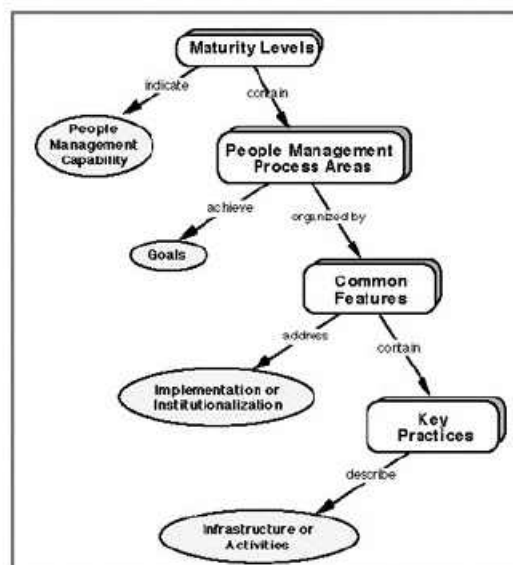 Maturity Levels
indicate
contain
People
Management
Capability
People Management
Process Areas
achieve
organized by
Goals
Common
Features
address
contain
Implementation or
Institutionalization
Key
Practices
describe
Infrastructure or
Activities